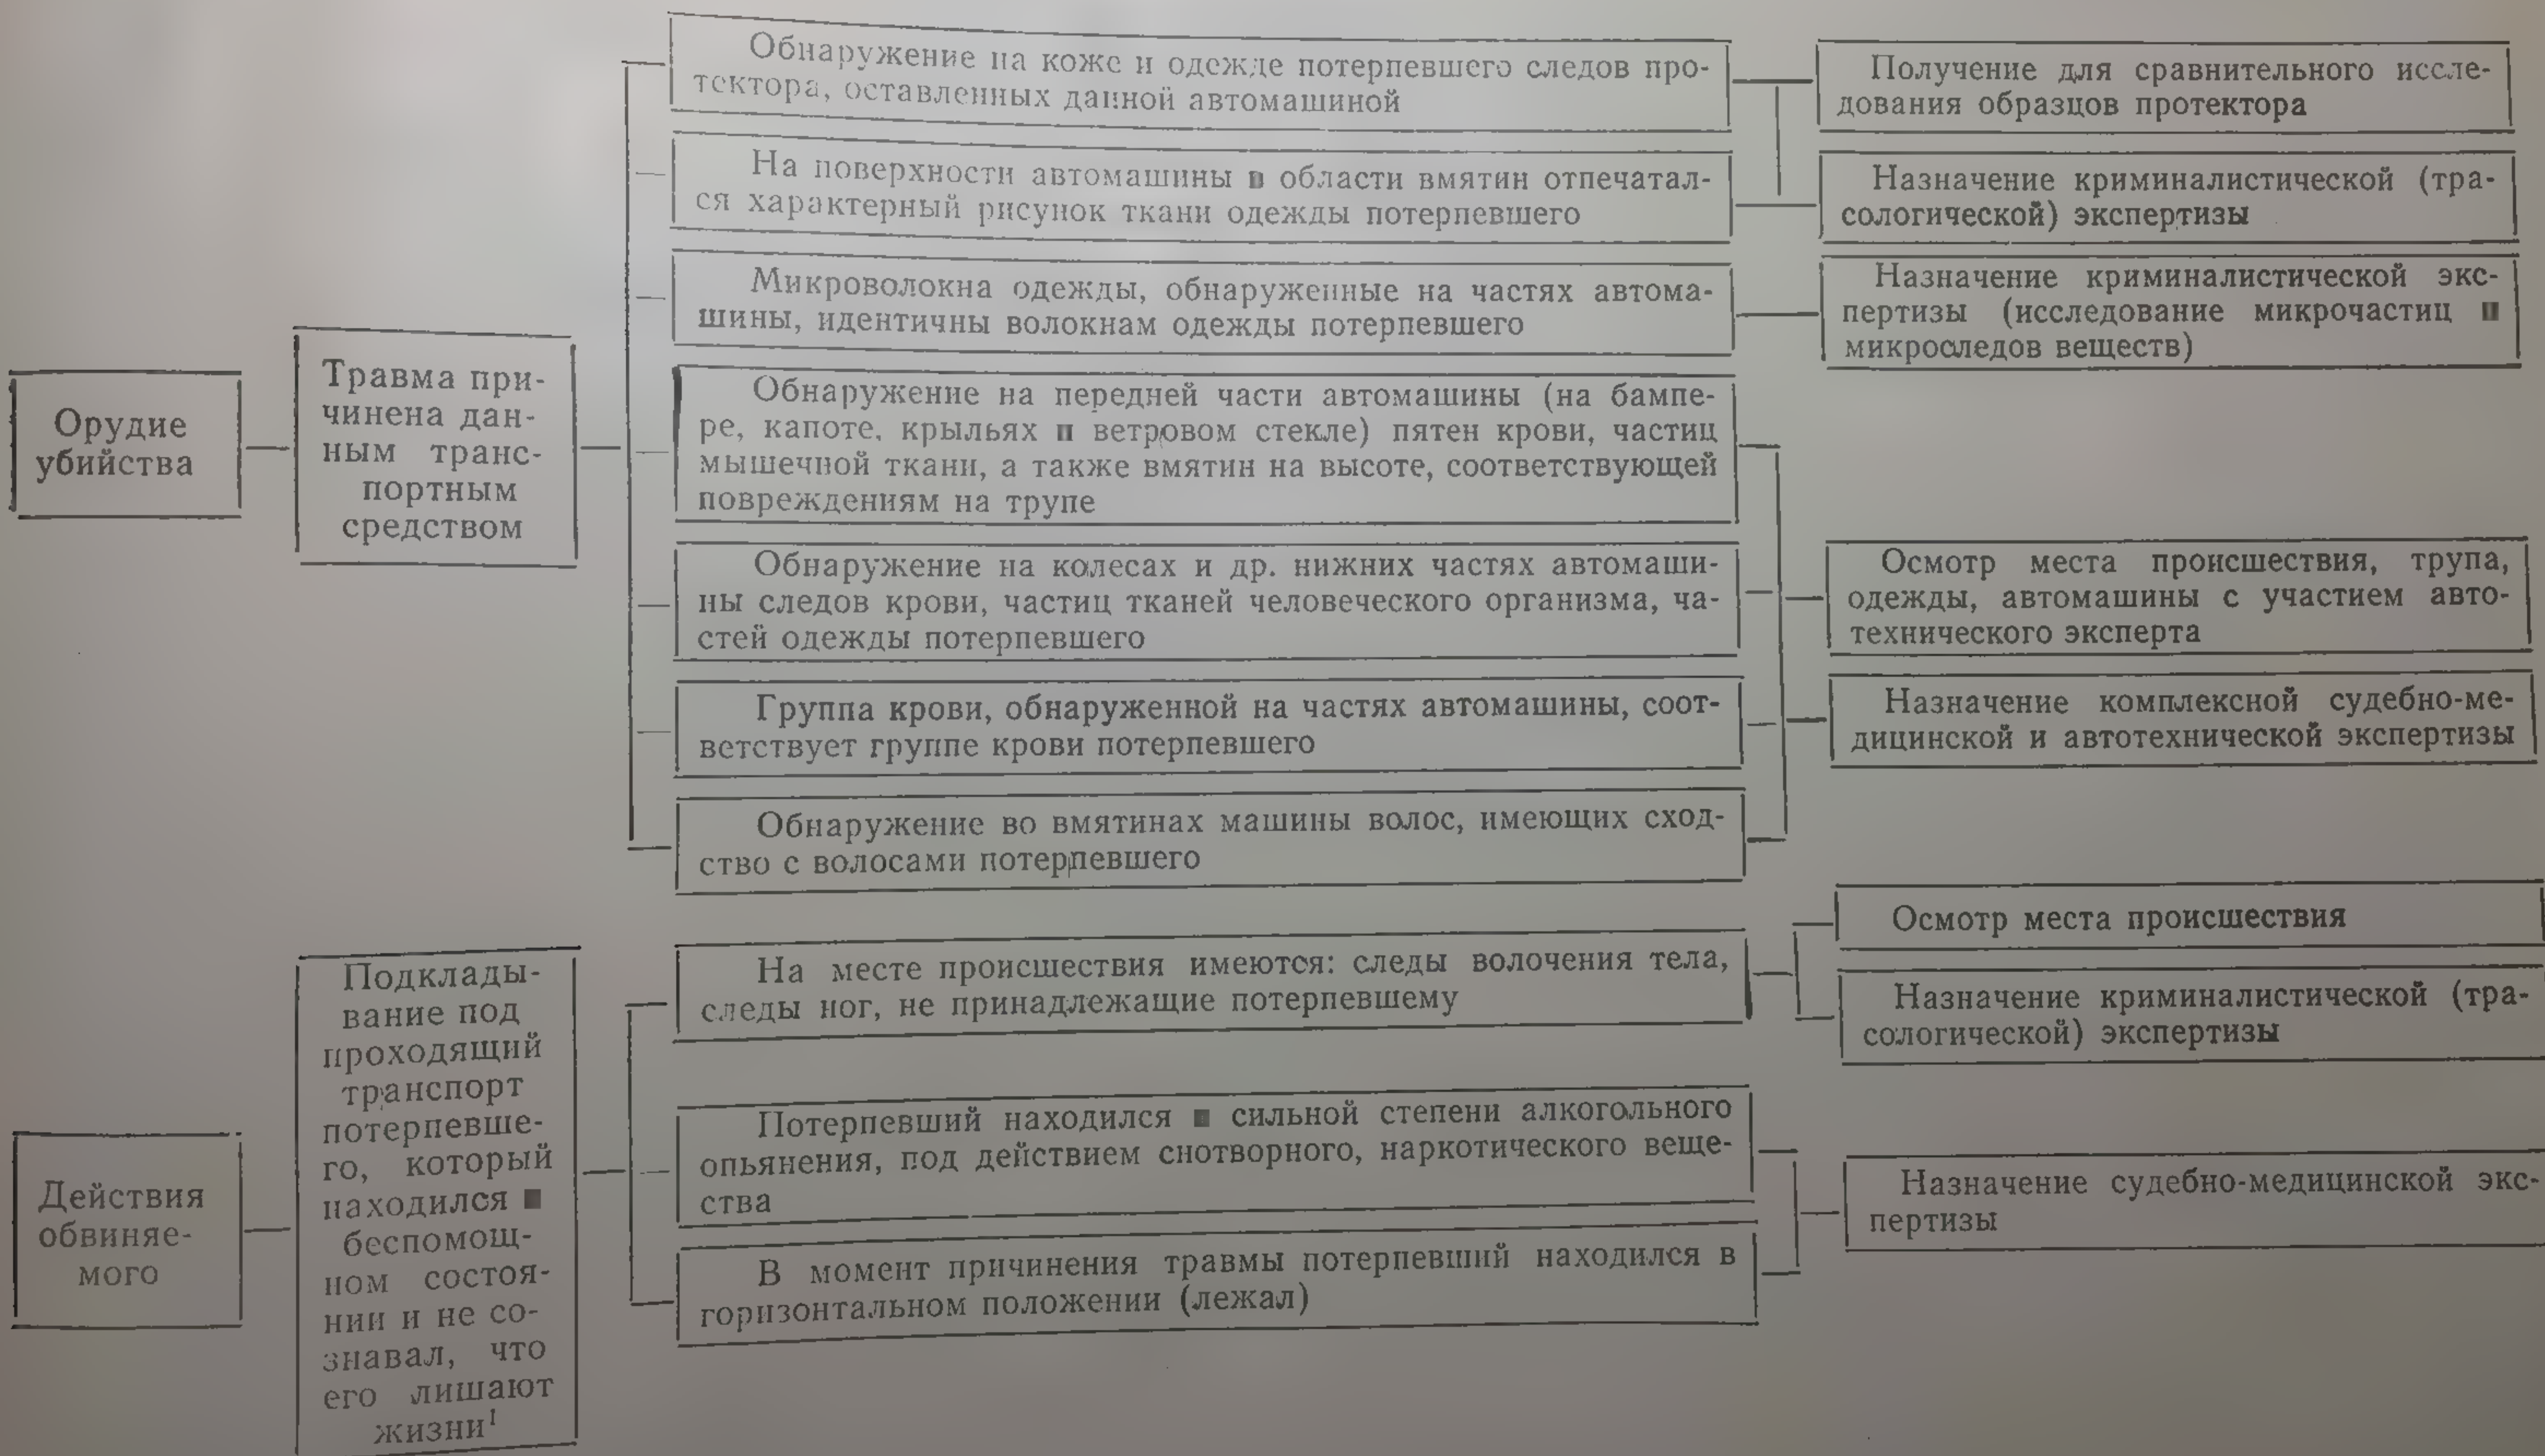 Орудие
убийства
Травма при-
чинена дан-
ным транс-
портным
средством
Обнаружение на коже и одежде потерпевшего следов про-
тектора, оставленных данной автомашиной
На поверхности автомашины в области вмятин отпечатал-
ся характерный рисунок ткани одежды потерпевшего
Микроволокна одежды, обнаруженные на частях автома-
шины, идентичны волокнам одежды потерпевшего
Обнаружение на передней части автомашины (на бампе-
ре, капоте, крыльях и ветровом стекле) пятен крови, частиц
мышечной ткани, а также вмятин на высоте, соответствующей
повреждениям на трупе
Обнаружение на колесах и др. нижних частях автомаши-
ны следов крови, частиц тканей человеческого организма, ча-
стей одежды потерпевшего
Группа крови, обнаруженной на частях автомашины, соот-
ветствует группе крови потерпевшего
Обнаружение во вмятинах машины волос, имеющих сход-
ство с волосами потерпевшего
Получение для сравнительного иссле-
дования образцов протектора
Назначение криминалистической (тра-
сологической) экспертизы
Назначение криминалистической экс-
пертизы (исследование микрочастиц и
микроследов веществ)
Осмотр места происшествия, трупа,
одежды, автомашины с участием авто-
технического эксперта
Назначение комплексной судебно-ме-
дицинской и автотехнической экспертизы
Действия
обвиняе-
мого
Подклады-
вание под
проходящий
транспорт
потерпевше-
го, который
находился в
беспомощ-
ном состоя-
нии и не со-
знавал, что
его лишают
жизни¹
На месте происшествия имеются: следы волочения тела,
следы ног, не принадлежащие потерпевшему
Потерпевший находился в сильной степени алкогольного
опьянения, под действием снотворного, наркотического веще-
ства
В момент причинения травмы потерпевший находился в
горизонтальном положении (лежал)
Осмотр места происшествия
Назначение криминалистической (тра-
сологической) экспертизы
Назначение судебно-медицинской экс-
пертизы